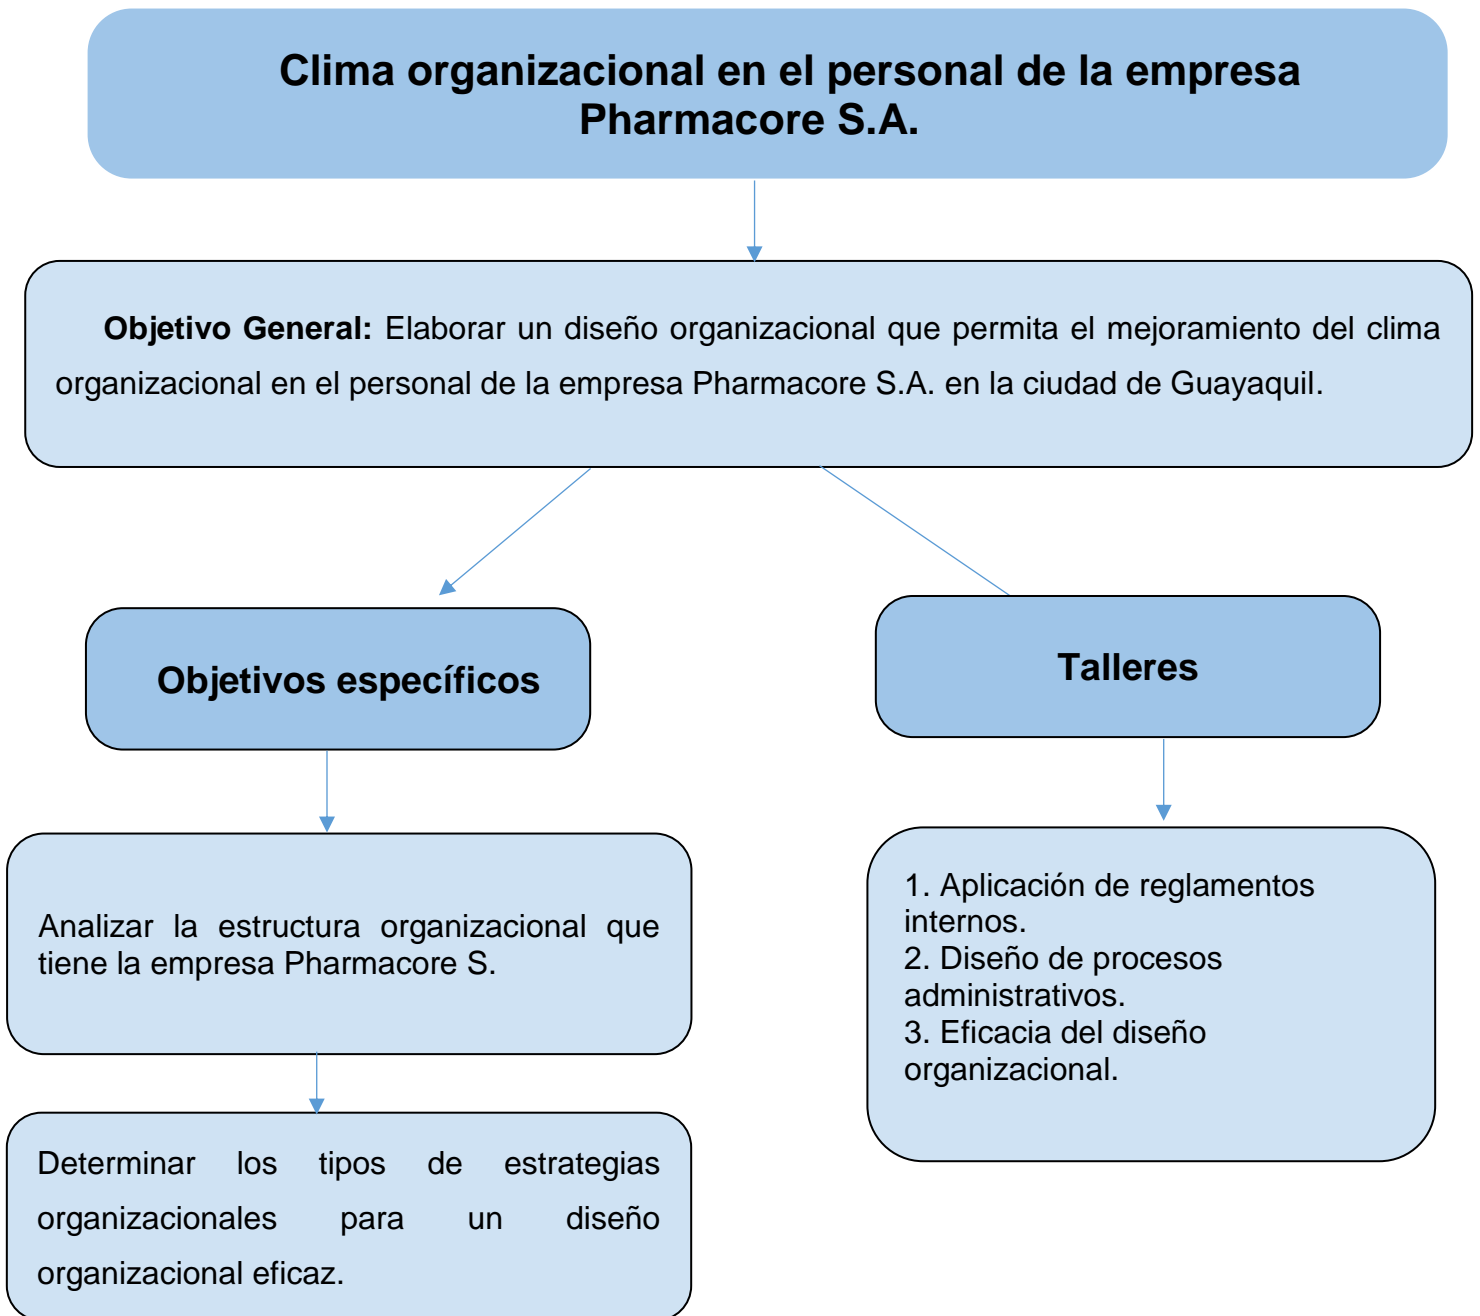 Clima organizacional en el personal de la empresa
Pharmacore S.A.
Objetivo General: Elaborar un diseño organizacional que permita el mejoramiento del clima
organizacional en el personal de la empresa Pharmacore S.A. en la ciudad de Guayaquil.
Objetivos específicos
Analizar la estructura organizacional que
tiene la empresa Pharmacore S.
Determinar los tipos de estrategias
organizacionales para un diseño
organizacional eficaz.
Talleres
1. Aplicación de reglamentos
internos.
2. Diseño de procesos
administrativos.
3. Eficacia del diseño
organizacional.